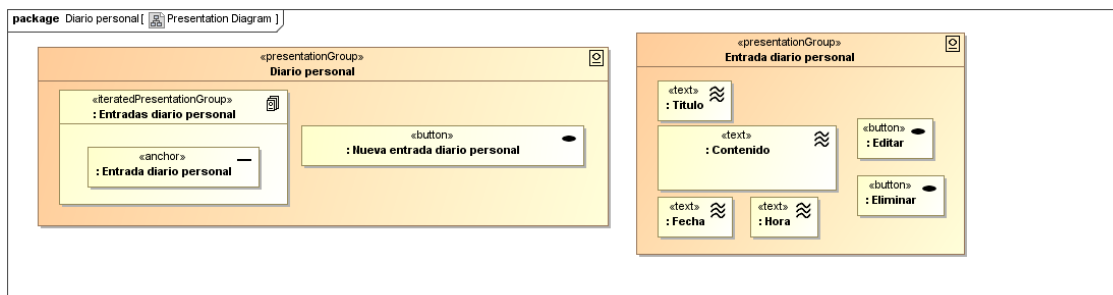 package Diario personal [ Presentation Diagram ]
«presentationGroup»
Diario personal
«iteratedPresentationGroup»
: Entradas diario personal
«anchor»
: Entrada diario personal
«button»
: Nueva entrada diario personal
«presentationGroup»
Entrada diario personal
«text»
: Título
«text»
: Contenido
«button»
: Editar
«button»
: Eliminar
«text»
: Fecha
«text»
: Hora